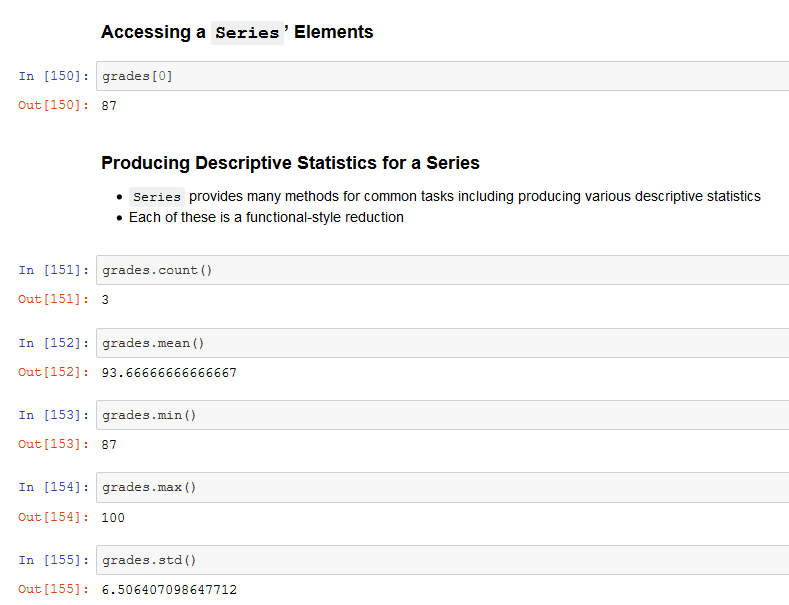 Accessing a Series’ Elements
In [150]: grades[0]
Out[150]: 87
Producing Descriptive Statistics for a Series
• Series provides many methods for common tasks including producing various descriptive statistics
• Each of these is a functional-style reduction
In [151]: grades.count()
Out[151]: 3
In [152]: grades.mean()
Out[152]: 93.66666666666667
In [153]: grades.min()
Out[153]: 87
In [154]: grades.max()
Out[154]: 100
In [155]: grades.std()
Out[155]: 6.506407098647712